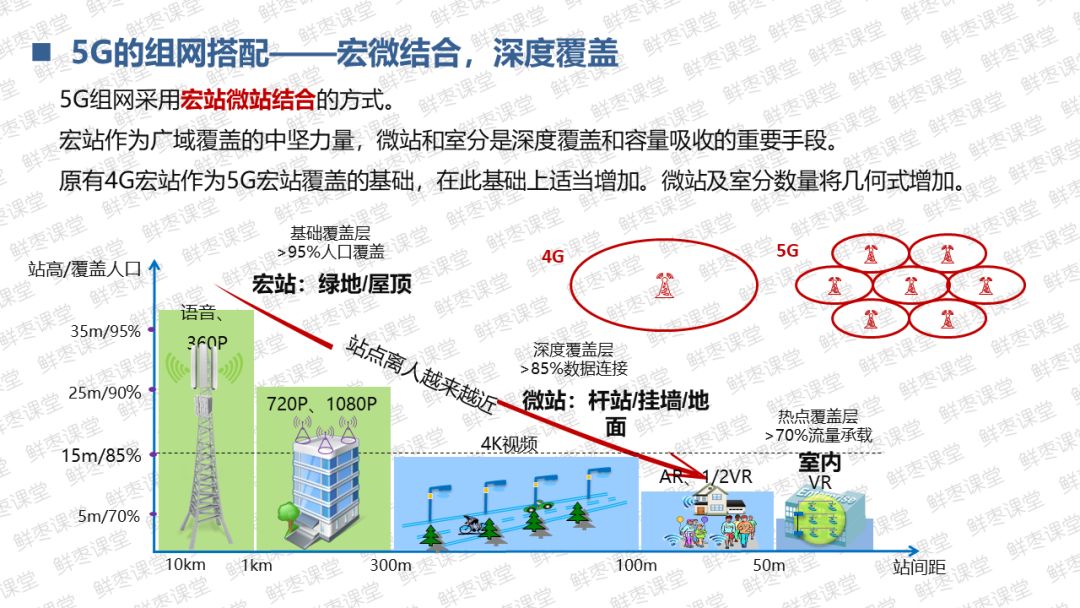 5G的组网搭配——宏微结合，深度覆盖
5G组网采用宏站微站结合的方式。
宏站作为广域覆盖的中坚力量，微站和室分是深度覆盖和容量吸收的重要手段。
原有4G宏站作为5G宏站覆盖的基础，在此基础上适当增加。微站及室分数量将几何式增加。
基础覆盖层
>95%人口覆盖
宏站：绿地/屋顶
4G
5G
站高/覆盖人口
35m/95%
25m/90%
15m/85%
5m/70%
语音、
360P
720P、1080P
站点离人越来越近
深度覆盖层
>85%数据连接
微站：杆站/挂墙/地
面
4K视频
热点覆盖层
>70%流量承载
室内
VR
AR、1/2VR
10km
1km
300m
100m
50m
站间距
鲜枣课堂